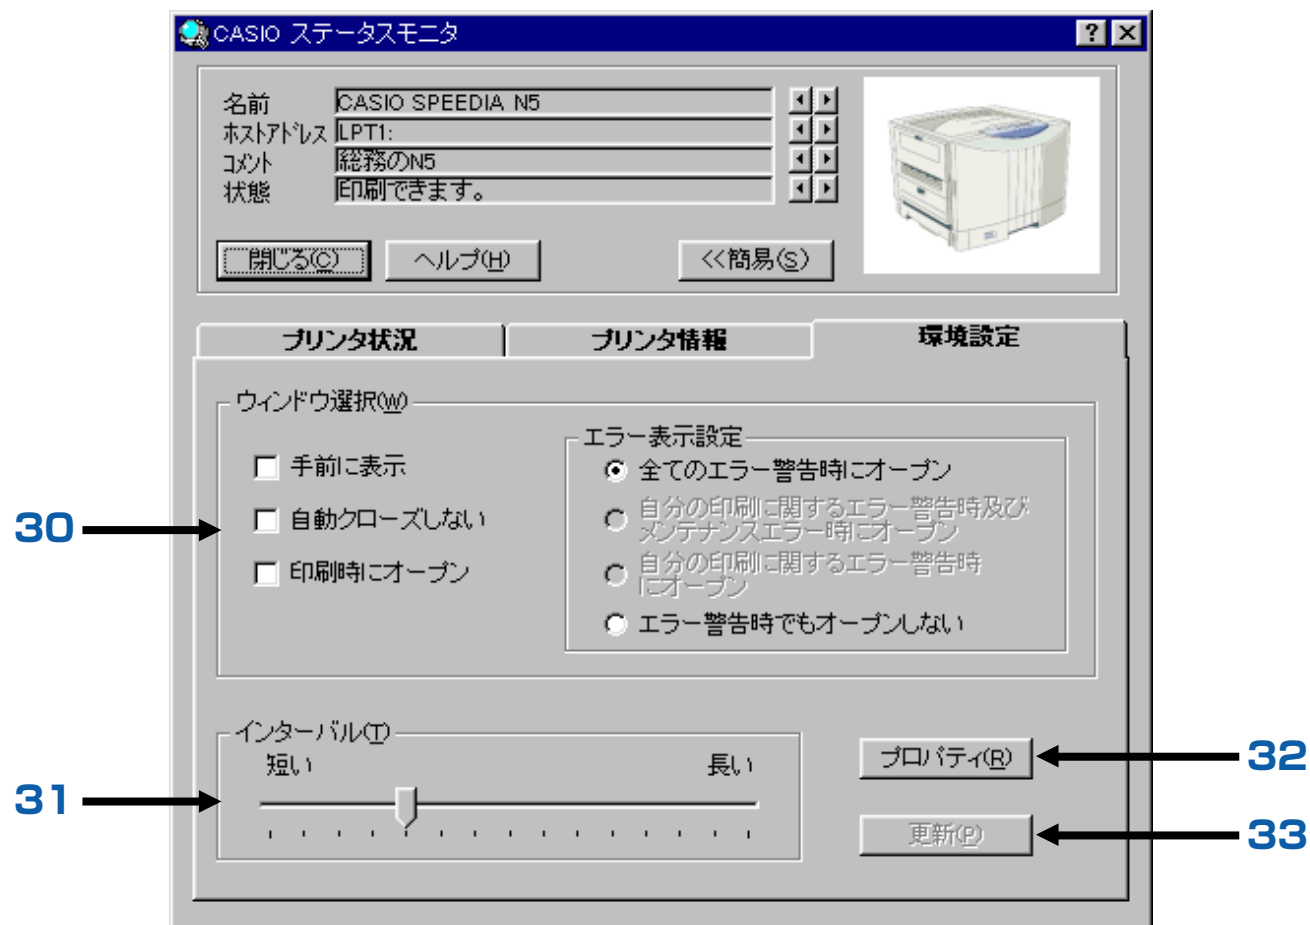 CASIO ステータスモニタ
名前 CASIO SPEEDIA N5
ホストアドレス LPT1:
コメント 総務のN5
状態 印刷できます。
閉じる(C) ヘルプ(H) <<簡易(S)
プリンタ状況 プリンタ情報 環境設定
ウィンドウ選択(W)
手前に表示
自動クローズしない
印刷時にオープン
エラー表示設定
全てのエラー警告時にオープン
自分の印刷に関するエラー警告時及び
メンテナンスエラー時にオープン
自分の印刷に関するエラー警告時
にオープン
エラー警告時でもオープンしない
30
インターバル(T)
短い 長い
31
プロパティ(R) 32
更新(P) 33